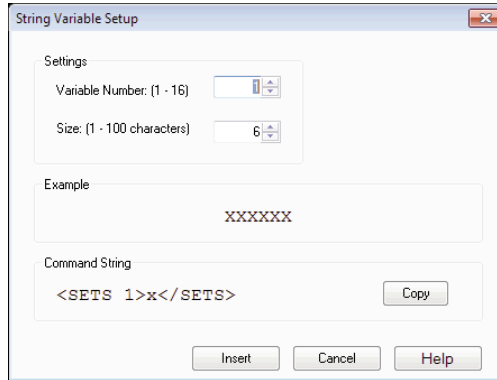 String Variable Setup
Settings
Variable Number: (1 - 16) 1
Size: (1 - 100 characters) 6
Example
XXXXXX
Command String
<SETS 1>x</SETS> Copy
Insert Cancel Help